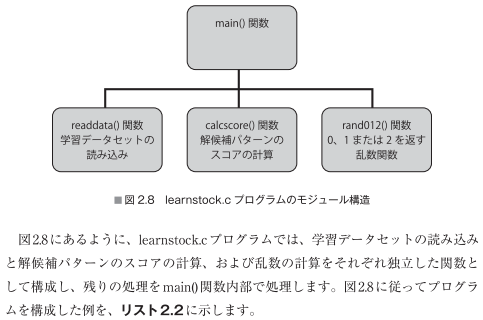 main() 関数
readdata() 関数
学習データセットの
読み込み
calcscore() 関数
解候補パターンの
スコアの計算
rand012() 関数
0、1 または 2 を返す
乱数関数
■図 2.8　learnstock.c プログラムのモジュール構造
図2.8にあるように、learnstock.cプログラムでは、学習データセットの読み込み
と解候補パターンのスコアの計算、および乱数の計算をそれぞれ独立した関数と
して構成し、残りの処理をmain()関数内部で処理します。図2.8に従ってプログラ
ムを構成した例を、リスト2.2に示します。